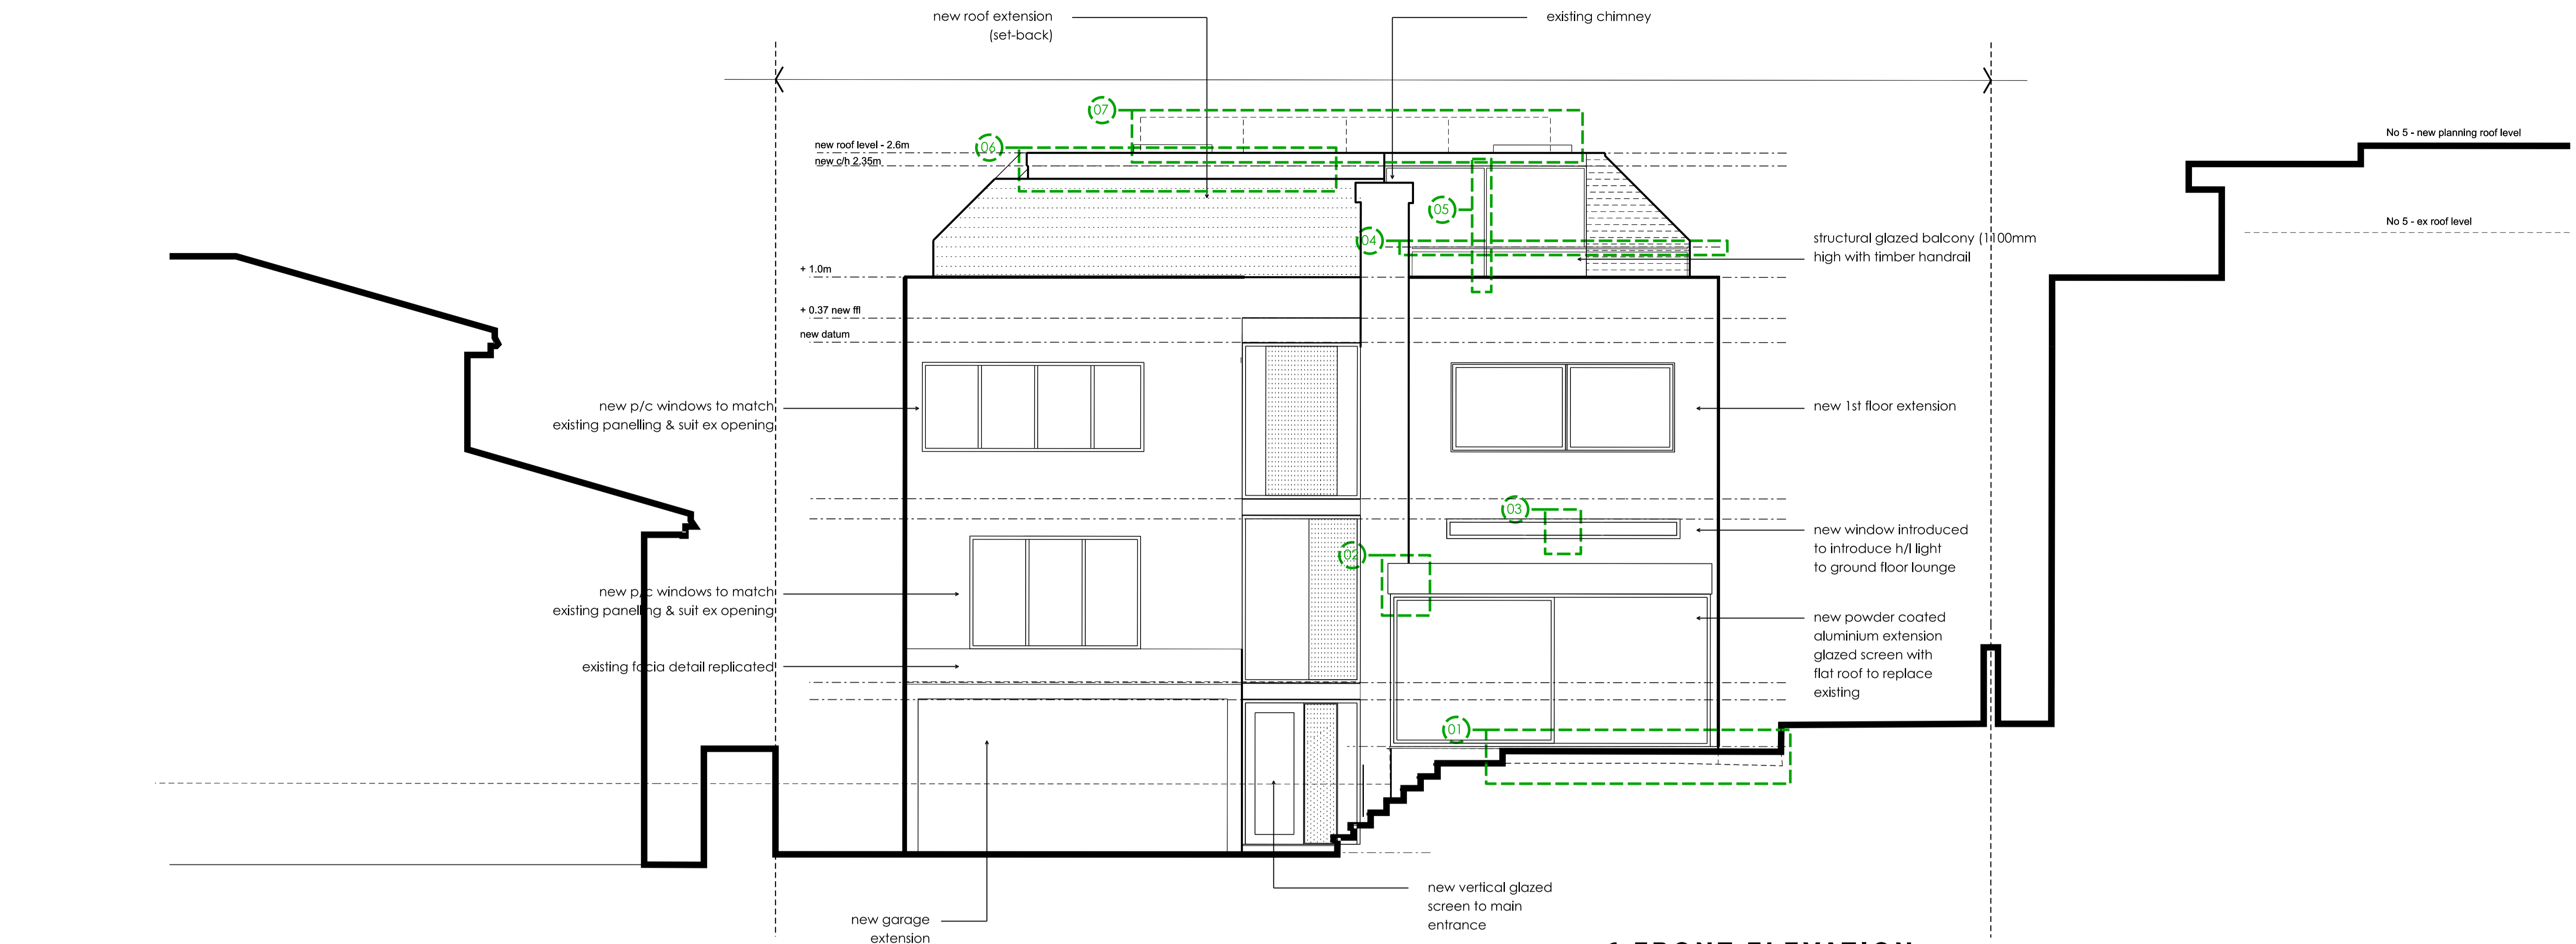 new roof extension
(set-back)
existing chimney
07
06
new roof level - 2.6m
new c/h 2.35m
No 5 - new planning roof level
05
No 5 - ex roof level
04
structural glazed balcony (1100mm
high with timber handrail
+ 1.0m
+ 0.37 new ffl
new datum
new p/c windows to match
existing panelling & suit ex opening
new 1st floor extension
03
new window introduced
to introduce h/l light
to ground floor lounge
02
new p/c windows to match
existing panelling & suit ex opening
new powder coated
aluminium extension
glazed screen with
flat roof to replace
existing
existing facia detail replicated
01
new vertical glazed
screen to main
entrance
new garage
extension
FRONT ELEVATION